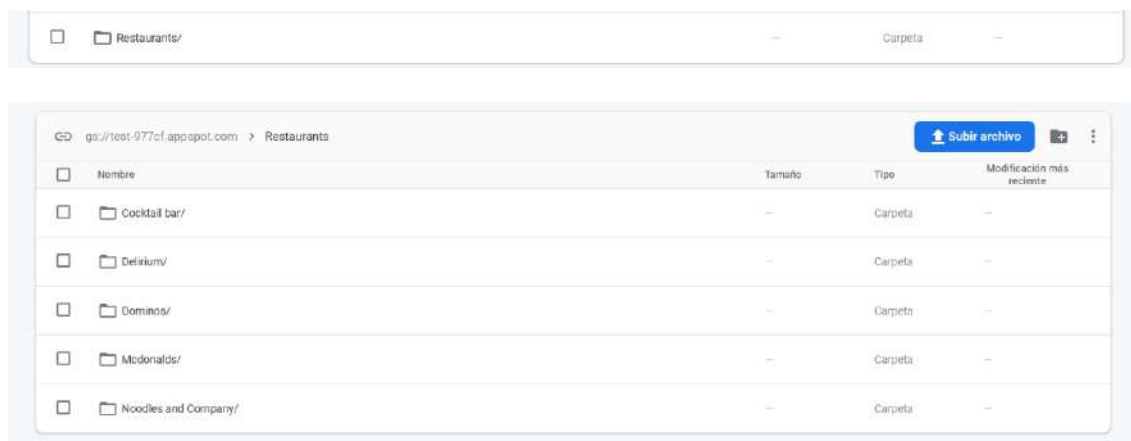 Restaurants/ — Carpeta —
gs://test-977cf.appspot.com > Restaurants Subir archivo
Nombre Tamaño Tipo Modificación más
reciente
Cocktail bar/ — Carpeta —
Delirium/ — Carpeta —
Dominos/ — Carpeta —
Mcdonalds/ — Carpeta —
Noodles and Company/ — Carpeta —